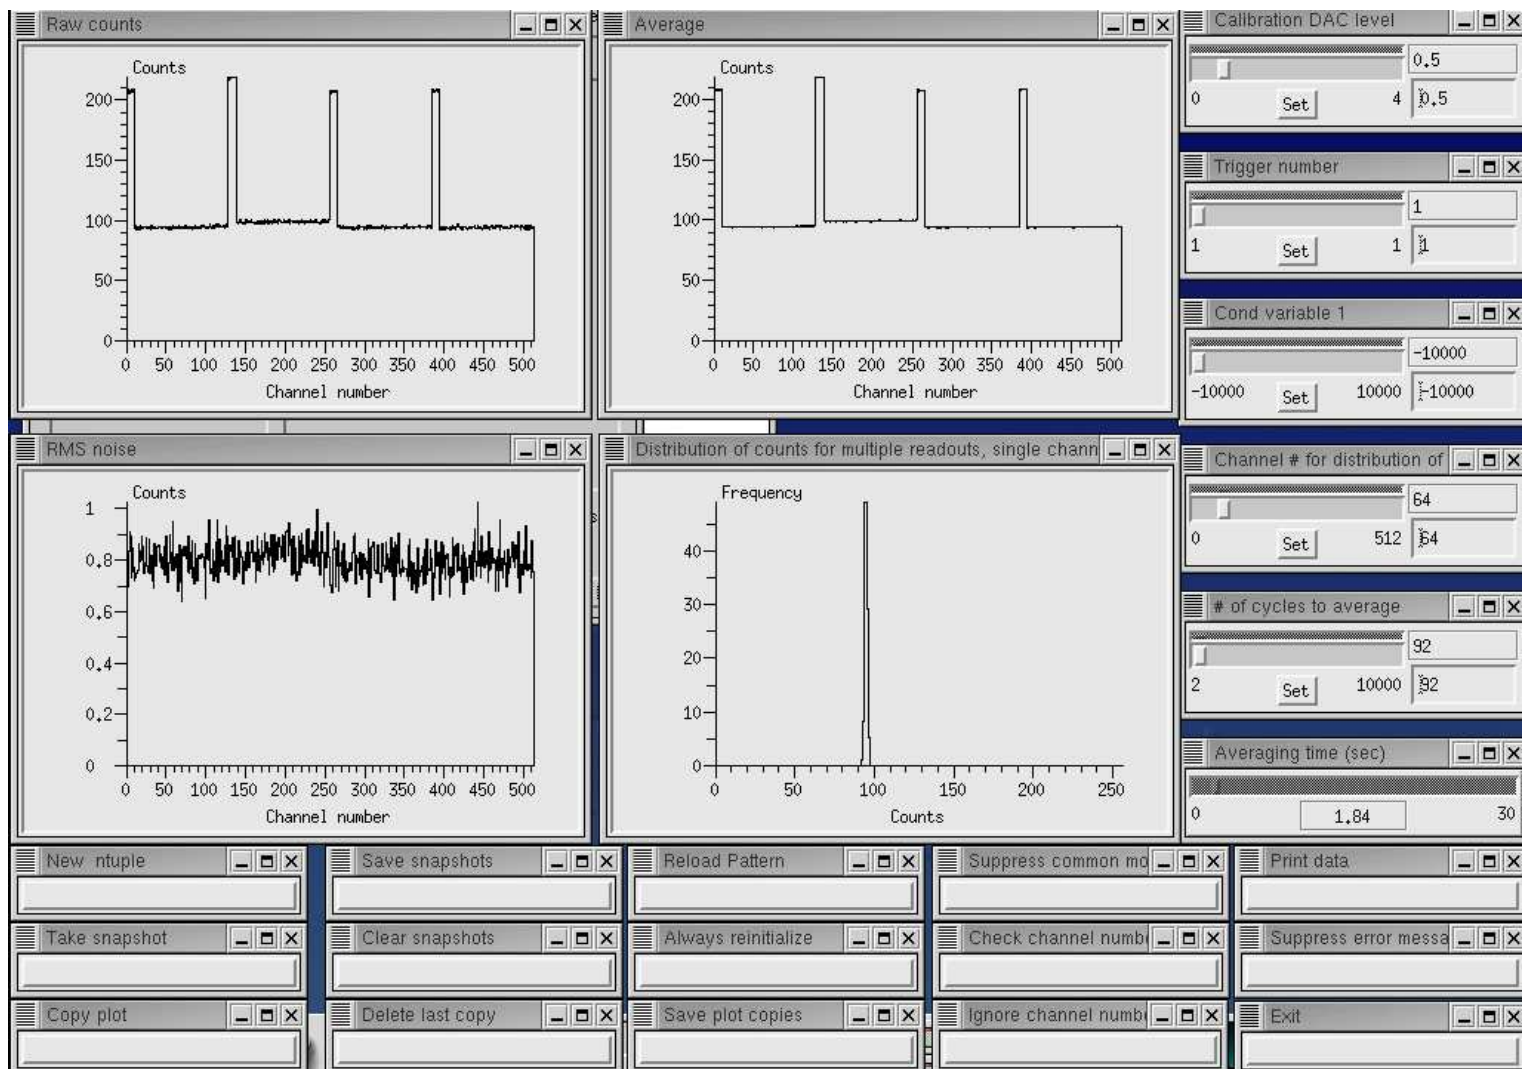 Raw counts
Counts
200
150
100
50
0
0 50 100 150 200 250 300 350 400 450 500
Channel number
Average
Counts
200
150
100
50
0
0 50 100 150 200 250 300 350 400 450 500
Channel number
Calibration DAC level
0.5
0 Set 4 0.5
Trigger number
1
1 Set 1 1
Cond variable 1
-10000
-10000 Set 10000 -10000
RMS noise
Counts
1
0.8
0.6
0.4
0.2
0
0 50 100 150 200 250 300 350 400 450 500
Channel number
Distribution of counts for multiple readouts, single chann
Frequency
40
30
20
10
0
0 50 100 150 200 250
Counts
Channel # for distribution of
64
0 Set 512 64
# of cycles to average
92
2 Set 10000 92
Averaging time (sec)
0 1.84 30
New ntuple Save snapshots Reload Pattern Suppress common mo Print data
Take snapshot Clear snapshots Always reinitialize Check channel numb Suppress error messa
Copy plot Delete last copy Save plot copies Ignore channel numb Exit